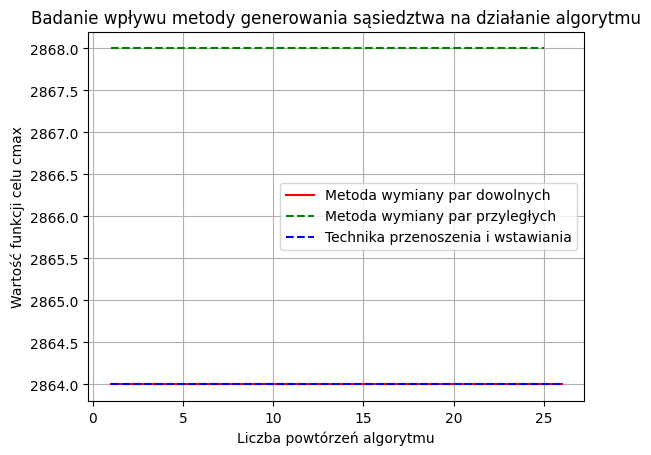 Badanie wpływu metody generowania sąsiedztwa na działanie algorytmu
Wartość funkcji celu cmax
2868.0
2867.5
2867.0
2866.5
2866.0
2865.5
2865.0
2864.5
2864.0
Metoda wymiany par dowolnych
Metoda wymiany par przyległych
Technika przenoszenia i wstawiania
0 5 10 15 20 25
Liczba powtórzeń algorytmu